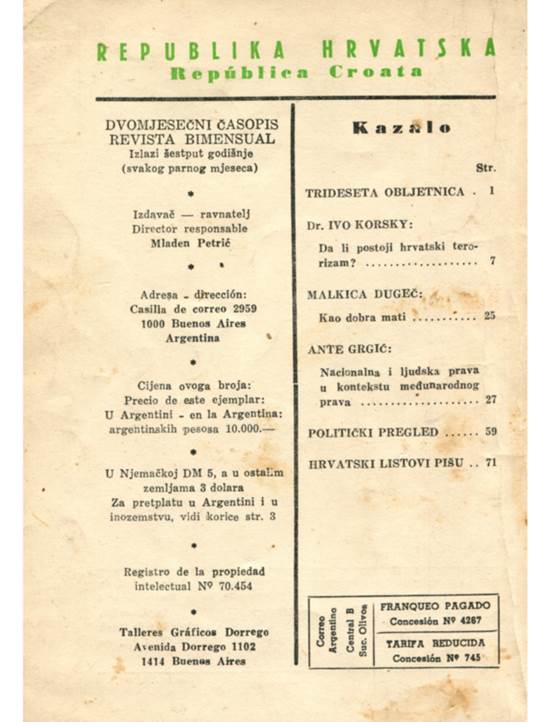 REPUBLIKA HRVATSKA
República Croata
DVOMJESEČNI ČASOPIS
REVISTA BIMENSUAL
Izlazi šestput godišnje
(svakog parnog mjeseca)
*
Izdavač — ravnatelj
Director responsable
Mladen Petrić
*
Adresa - dirección:
Casilla de correo 2959
1000 Buenos Aires
Argentina
*
Cijena ovoga broja:
Precio de este ejemplar:
U Argentini - en la Argentina:
argentinskih pesosa 10.000.—
*
U Njemačkoj DM 5, a u ostalim
zemljama 3 dolara
Za pretplatu u Argentini i u
inozemstvu, vidi korice str. 3
*
Registro de la propiedad
intelectual Nº 70.454
*
Talleres Gráficos Dorrego
Avenida Dorrego 1102
1414 Buenos Aires
Kazalo
Str.
TRIDESETA OBLJETNICA . 1
Dr. IVO KORSKY:
Da li postoji hrvatski tero-
rizam? .................. 7
MALKICA DUGEČ:
Kao dobra mati ........... 25
ANTE GRGIĆ:
Nacionalna i ljudska prava
u kontekstu međunarodnog
prava .................... 27
POLITIČKI PREGLED ...... 59
HRVATSKI LISTOVI PIŠU .. 71
Correo
Argentino
Central B
Suc. Olivos
FRANQUEO PAGADO
Concesión Nº 4267
TARIFA REDUCIDA
Concesión Nº 745